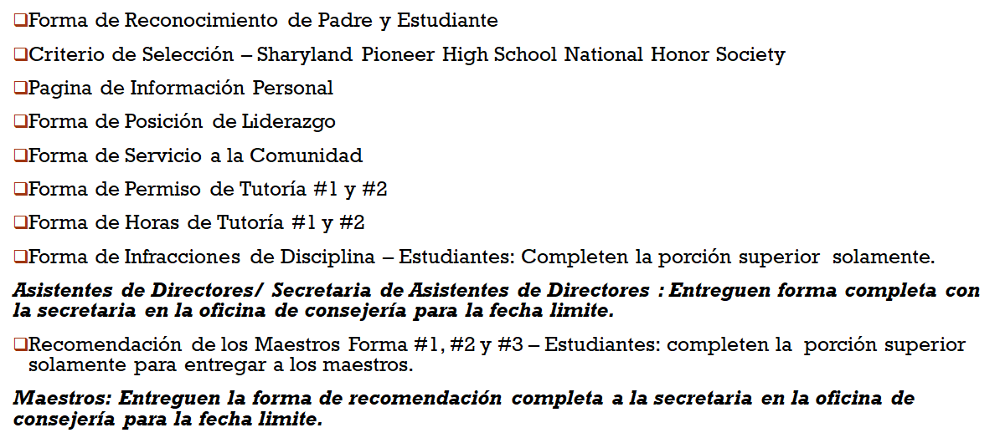 ❑Forma de Reconocimiento de Padre y Estudiante
❑Criterio de Selección – Sharyland Pioneer High School National Honor Society
❑Pagina de Información Personal
❑Forma de Posición de Liderazgo
❑Forma de Servicio a la Comunidad
❑Forma de Permiso de Tutoría #1 y #2
❑Forma de Horas de Tutoría #1 y #2
❑Forma de Infracciones de Disciplina – Estudiantes: Completen la porción superior solamente.
Asistentes de Directores/ Secretaria de Asistentes de Directores : Entreguen forma completa con
la secretaria en la oficina de consejería para la fecha limite.
❑Recomendación de los Maestros Forma #1, #2 y #3 – Estudiantes: completen la porción superior
solamente para entregar a los maestros.
Maestros: Entreguen la forma de recomendación completa a la secretaria en la oficina de
consejería para la fecha limite.